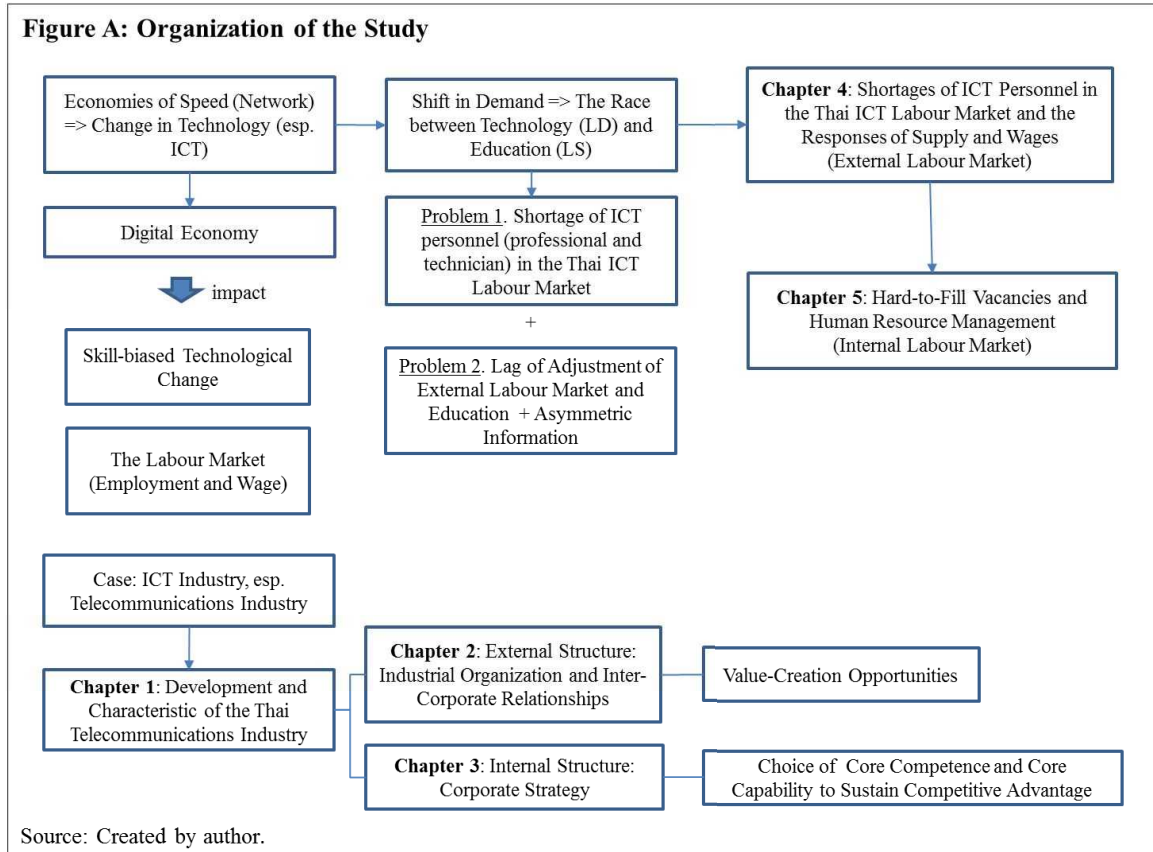 Figure A: Organization of the Study
Economies of Speed (Network)
=> Change in Technology (esp.
ICT)
Shift in Demand => The Race
between Technology (LD) and
Education (LS)
Chapter 4: Shortages of ICT Personnel in
the Thai ICT Labour Market and the
Responses of Supply and Wages
(External Labour Market)
Digital Economy
impact
Skill-biased Technological
Change
The Labour Market
(Employment and Wage)
Problem 1. Shortage of ICT
personnel (professional and
technician) in the Thai ICT
Labour Market
+
Problem 2. Lag of Adjustment of
External Labour Market and
Education + Asymmetric
Information
Chapter 5: Hard-to-Fill Vacancies and
Human Resource Management
(Internal Labour Market)
Case: ICT Industry, esp.
Telecommunications Industry
Chapter 1: Development and
Characteristic of the Thai
Telecommunications Industry
Chapter 2: External Structure:
Industrial Organization and Inter-
Corporate Relationships
Value-Creation Opportunities
Chapter 3: Internal Structure:
Corporate Strategy
Choice of Core Competence and Core
Capability to Sustain Competitive Advantage
Source: Created by author.